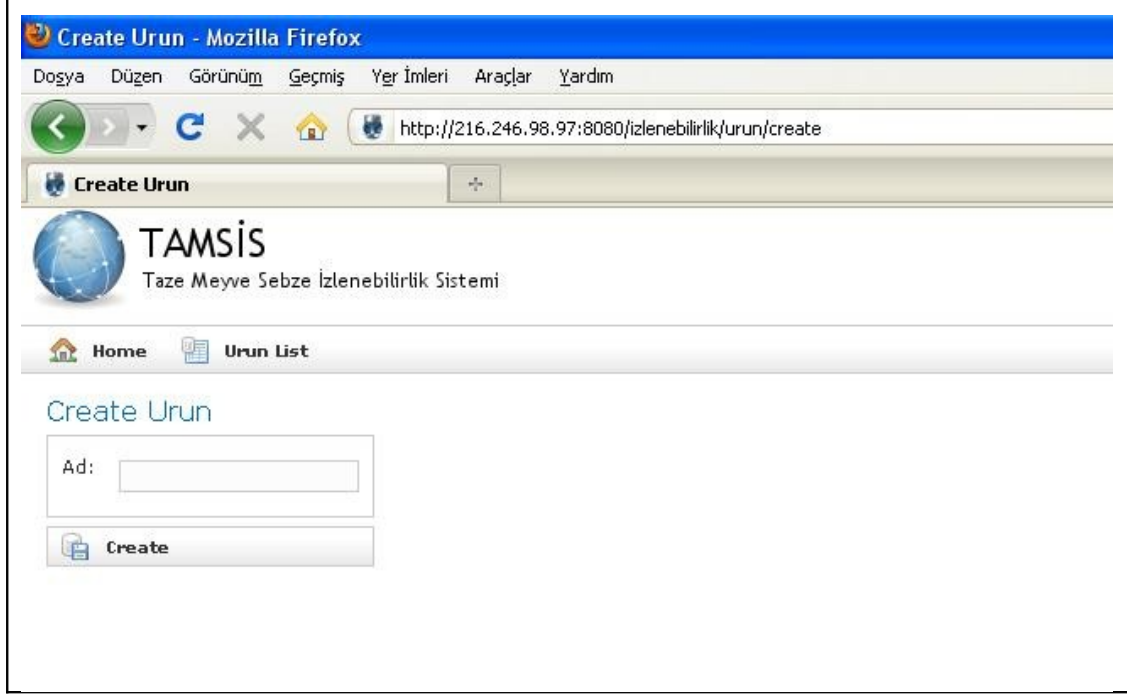 Create Urun - Mozilla Firefox
Dosya Düzen Görünüm Geçmiş Yer İmleri Araçlar Yardım
http://216.246.98.97:8080/izlenebilirlik/urun/create
Create Urun
TAMSİS
Taze Meyve Sebze İzlenebilirlik Sistemi
Home Urun List
Create Urun
Ad:
Create